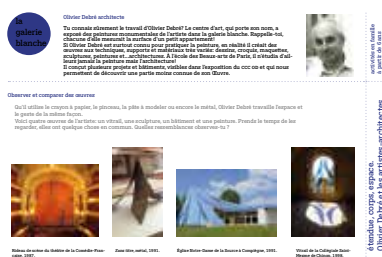 la
galerie
blanche
Olivier Debré architecte
Tu connais sûrement le travail d'Olivier Debré? Le centre d'art, qui porte son nom, a
exposé des peintures monumentales de l'artiste dans la galerie blanche. Rappelle-toi,
chacune d'elle mesurait la surface d'un petit appartement!
Si Olivier Debré est surtout connu pour pratiquer la peinture, en réalité il créait des
œuvres aux techniques, supports et matériaux très variés: dessins, croquis, maquettes,
sculptures, peintures et...architectures. À l'école des Beaux-arts de Paris, il n'étudia d'ail-
leurs jamais la peinture mais l'architecture!
Il conçut plusieurs projets et bâtiments, visibles dans l'exposition du ccc od et qui nous
permettent de découvrir une partie moins connue de son Œuvre.
activités en famille
à partir de 6 ans
Observer et comparer des œuvres
Qu'il utilise le crayon à papier, le pinceau, la pâte à modeler ou encore le métal, Olivier Debré travaille l'espace et
le geste de la même façon.
Voici quatre œuvres de l'artiste: un vitrail, une sculpture, un bâtiment et une peinture. Prends le temps de les
regarder, elles ont quelque chose en commun. Quelles ressemblances observes-tu ?
étendue, corps, espace.
Olivier Debré et les artistes-architectes
Rideau de scène du théâtre de la Comédie-Fran-
caise. 1987.
Sans titre, métal, 1991.
Église Notre-Dame de la Source à Compiègne, 1991.
Vitrail de la Collégiale Saint-
Mexme de Chinon. 1998.